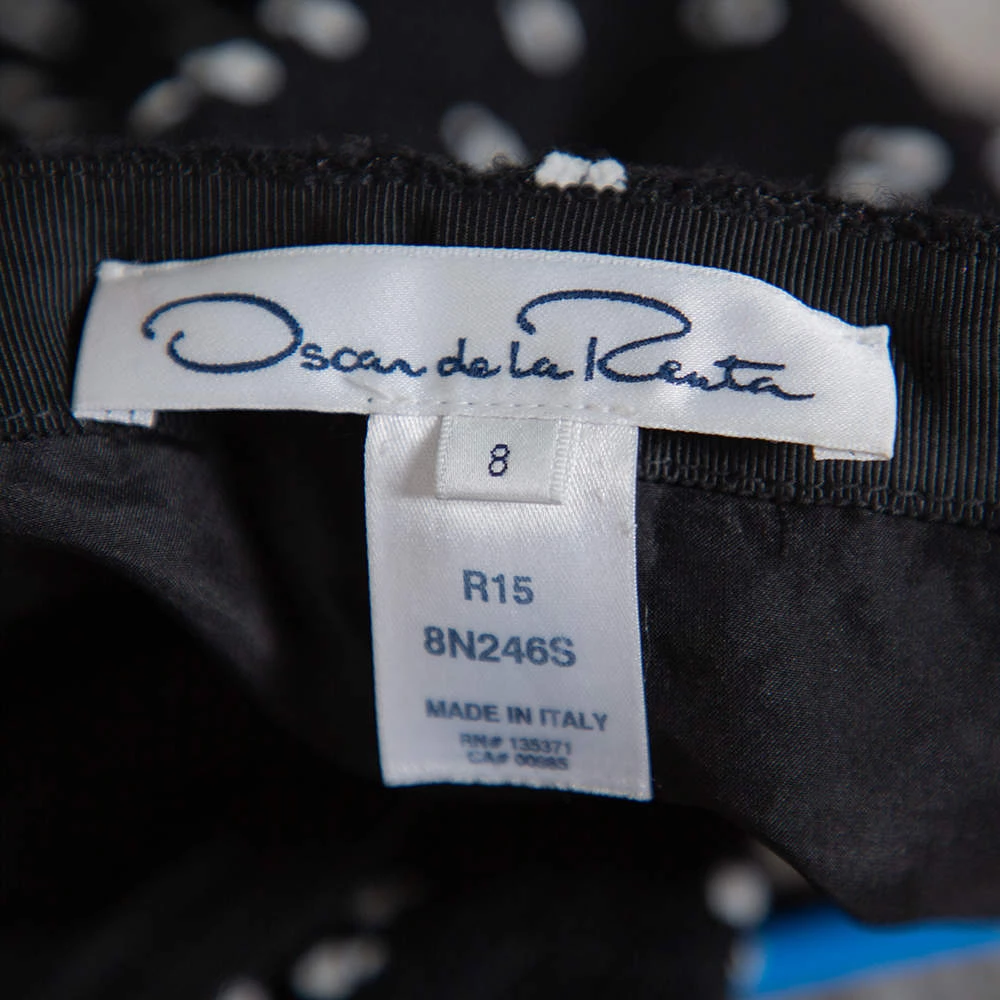 Oscar de la Renta
8
R15
8N246S
MADE IN ITALY
RN# 135371
CA# 00985